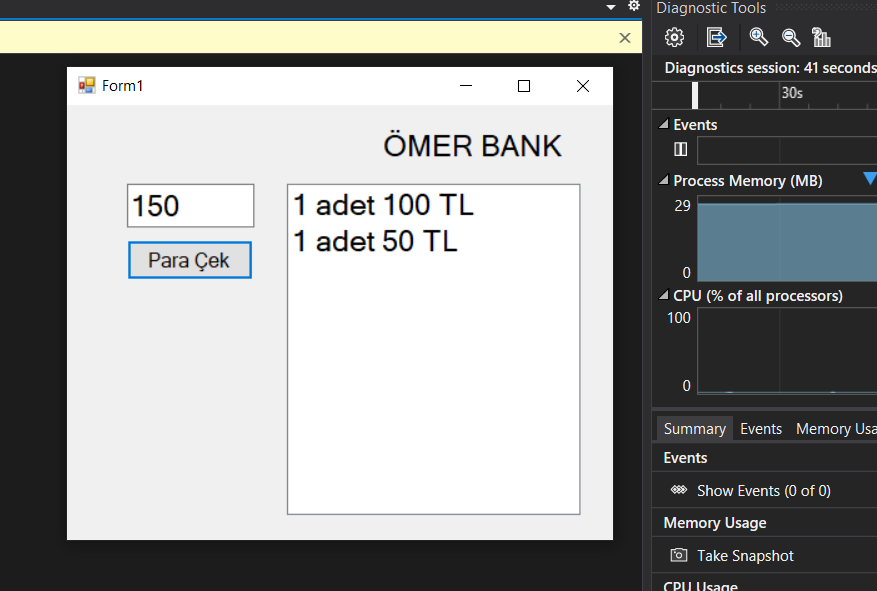 Form1
ÖMER BANK
150
Para Çek
1 adet 100 TL
1 adet 50 TL
Diagnostic Tools
Diagnostics session: 41 seconds
30s
Events
Process Memory (MB)
29
0
CPU (% of all processors)
100
0
Summary Events Memory Usa
Events
Show Events (0 of 0)
Memory Usage
Take Snapshot
CPU Usage